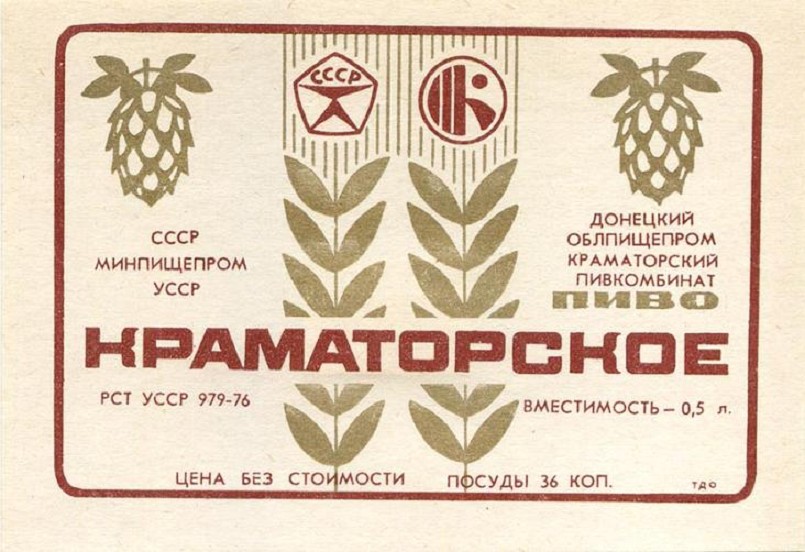 СССР
СССР
МИНПИЩЕПРОМ
УССР
ДОНЕЦКИЙ
ОБЛПИЩЕПРОМ
КРАМАТОРСКИЙ
ПИВКОМБИНАТ
ПИВО
КРАМАТОРСКОЕ
РСТ УССР 979-76
ВМЕСТИМОСТЬ – 0,5 л.
ЦЕНА БЕЗ СТОИМОСТИ ПОСУДЫ 36 КОП.